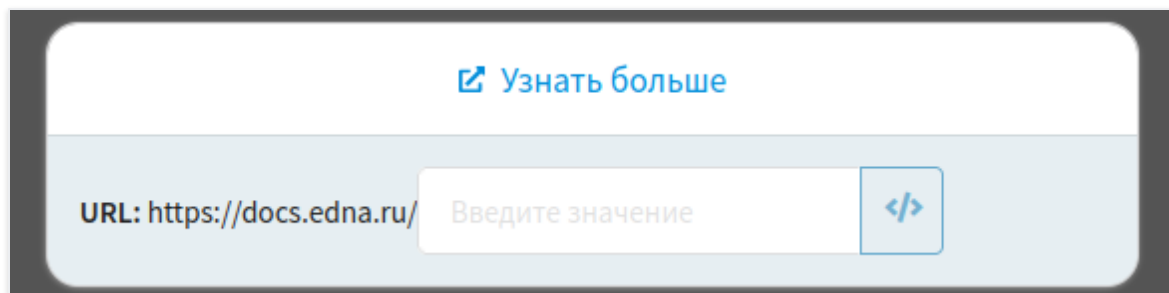 Узнать больше
URL: https://docs.edna.ru/ Введите значение </>